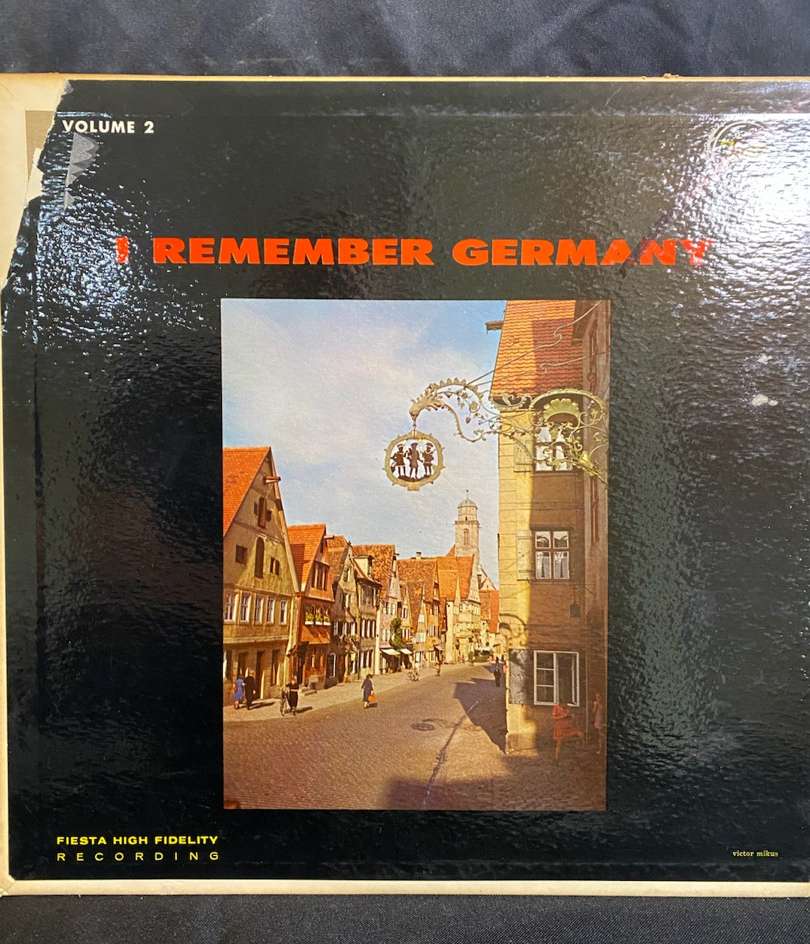 VOLUME 2
I REMEMBER GERMANY
FIESTA HIGH FIDELITY
RECORDING
victor mikus